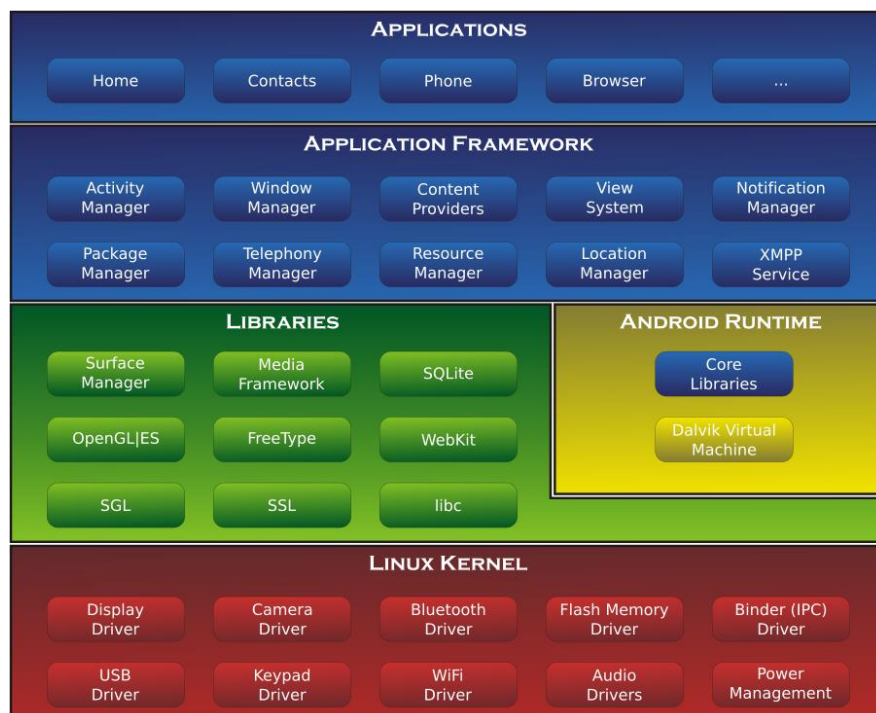 APPLICATIONS
Home Contacts Phone Browser ...
APPLICATION FRAMEWORK
Activity Manager
Window Manager
Content Providers
View System
Notification Manager
Package Manager
Telephony Manager
Resource Manager
Location Manager
XMPP Service
LIBRARIES
Surface Manager
Media Framework
SQLite
OpenGL|ES
FreeType
WebKit
SGL
SSL
libc
ANDROID RUNTIME
Core Libraries
Dalvik Virtual Machine
LINUX KERNEL
Display Driver
Camera Driver
Bluetooth Driver
Flash Memory Driver
Binder (IPC) Driver
USB Driver
Keypad Driver
WiFi Driver
Audio Drivers
Power Management